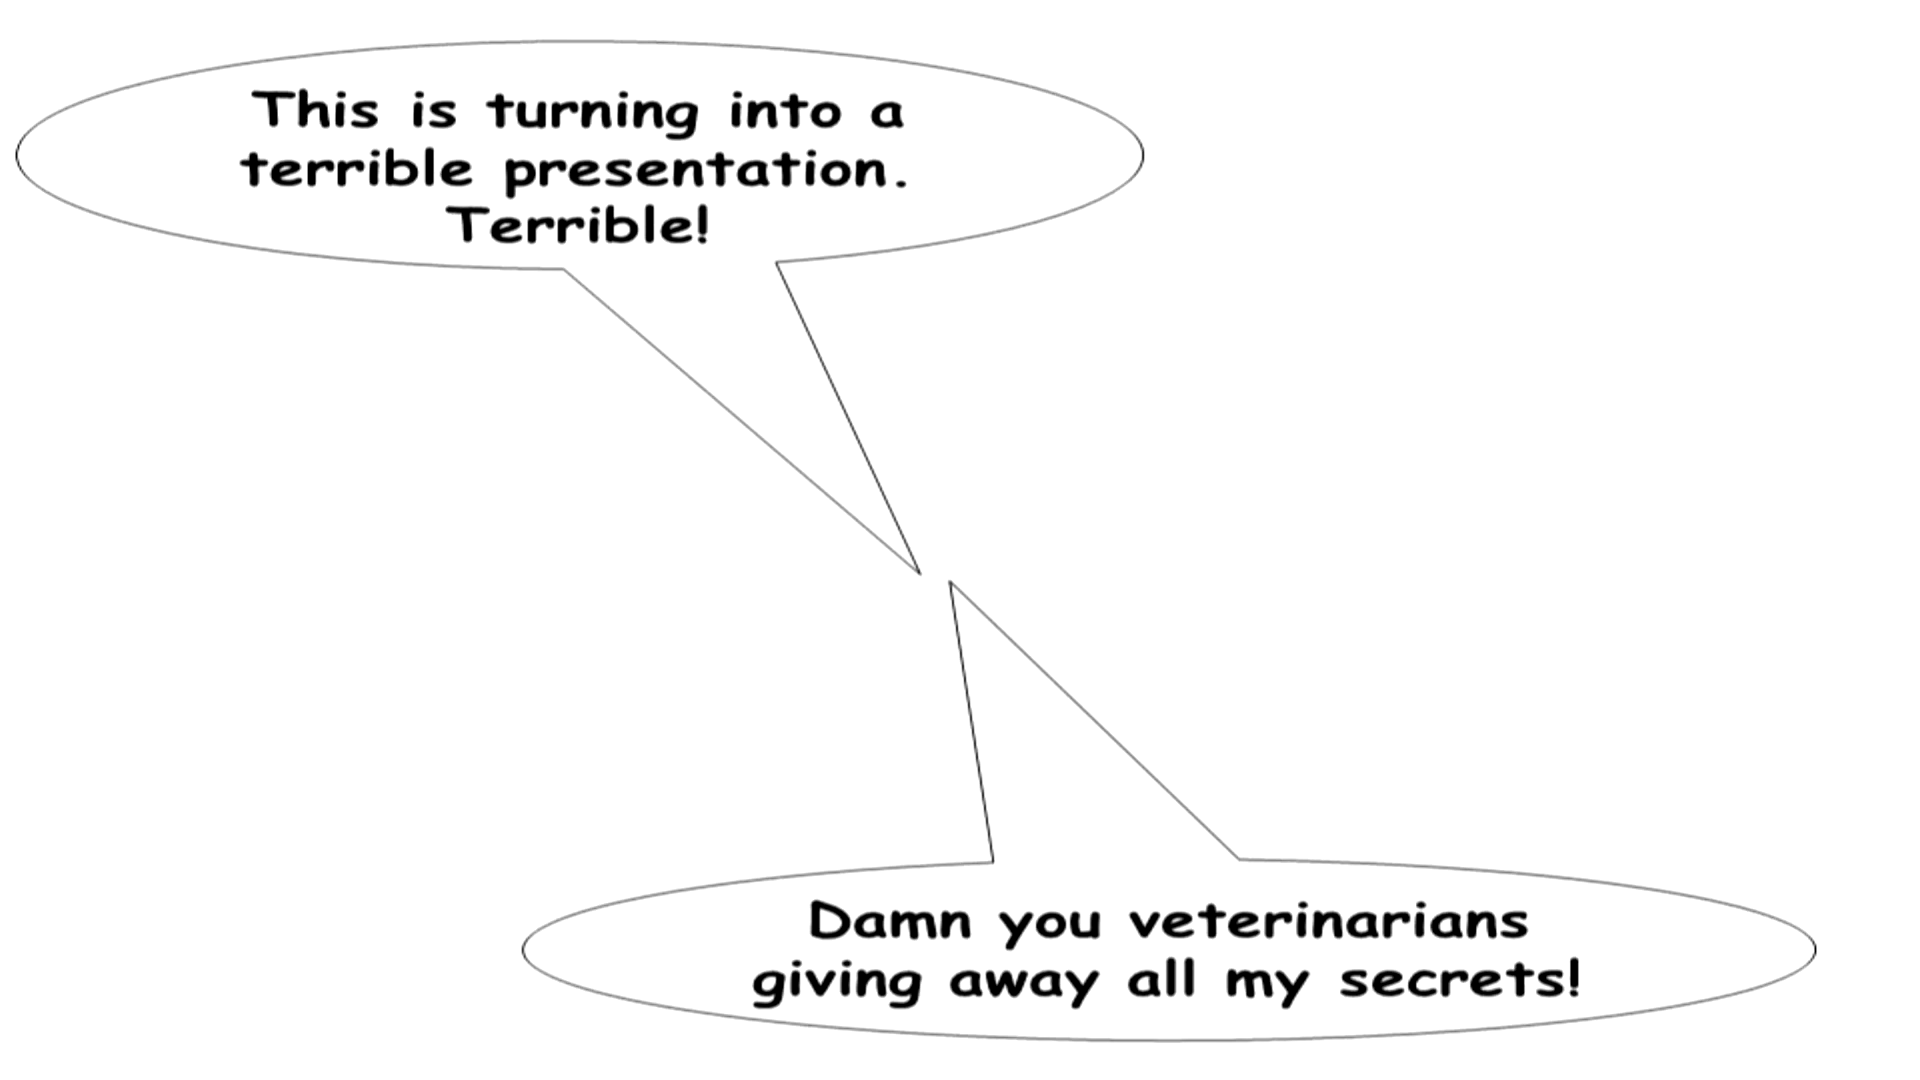 This is turning into a
terrible presentation.
Terrible!
Damn you veterinarians
giving away all my secrets!